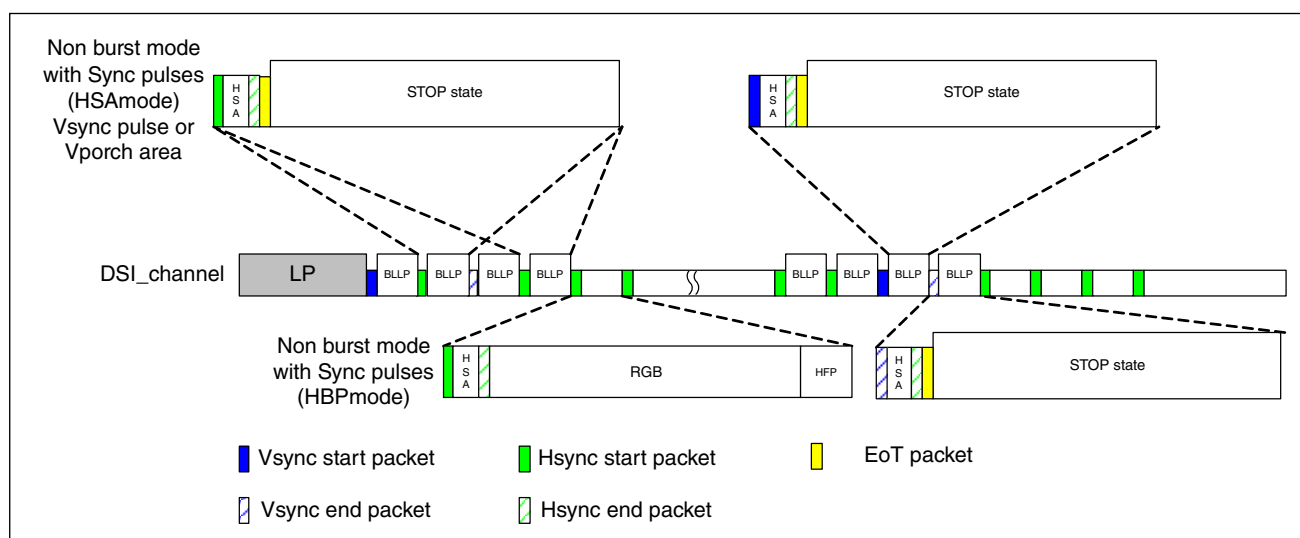 Non burst mode
with Sync pulses
(HSAmode)
Vsync pulse or
Vporch area
H
S
A
STOP state
H
S
A
STOP state
DSI_channel
LP
BLLP
BLLP
BLLP
BLLP
BLLP
BLLP
BLLP
BLLP
Non burst mode
with Sync pulses
(HBPmode)
H
S
A
RGB
HFP
H
S
A
STOP state
Vsync start packet
Hsync start packet
EoT packet
Vsync end packet
Hsync end packet